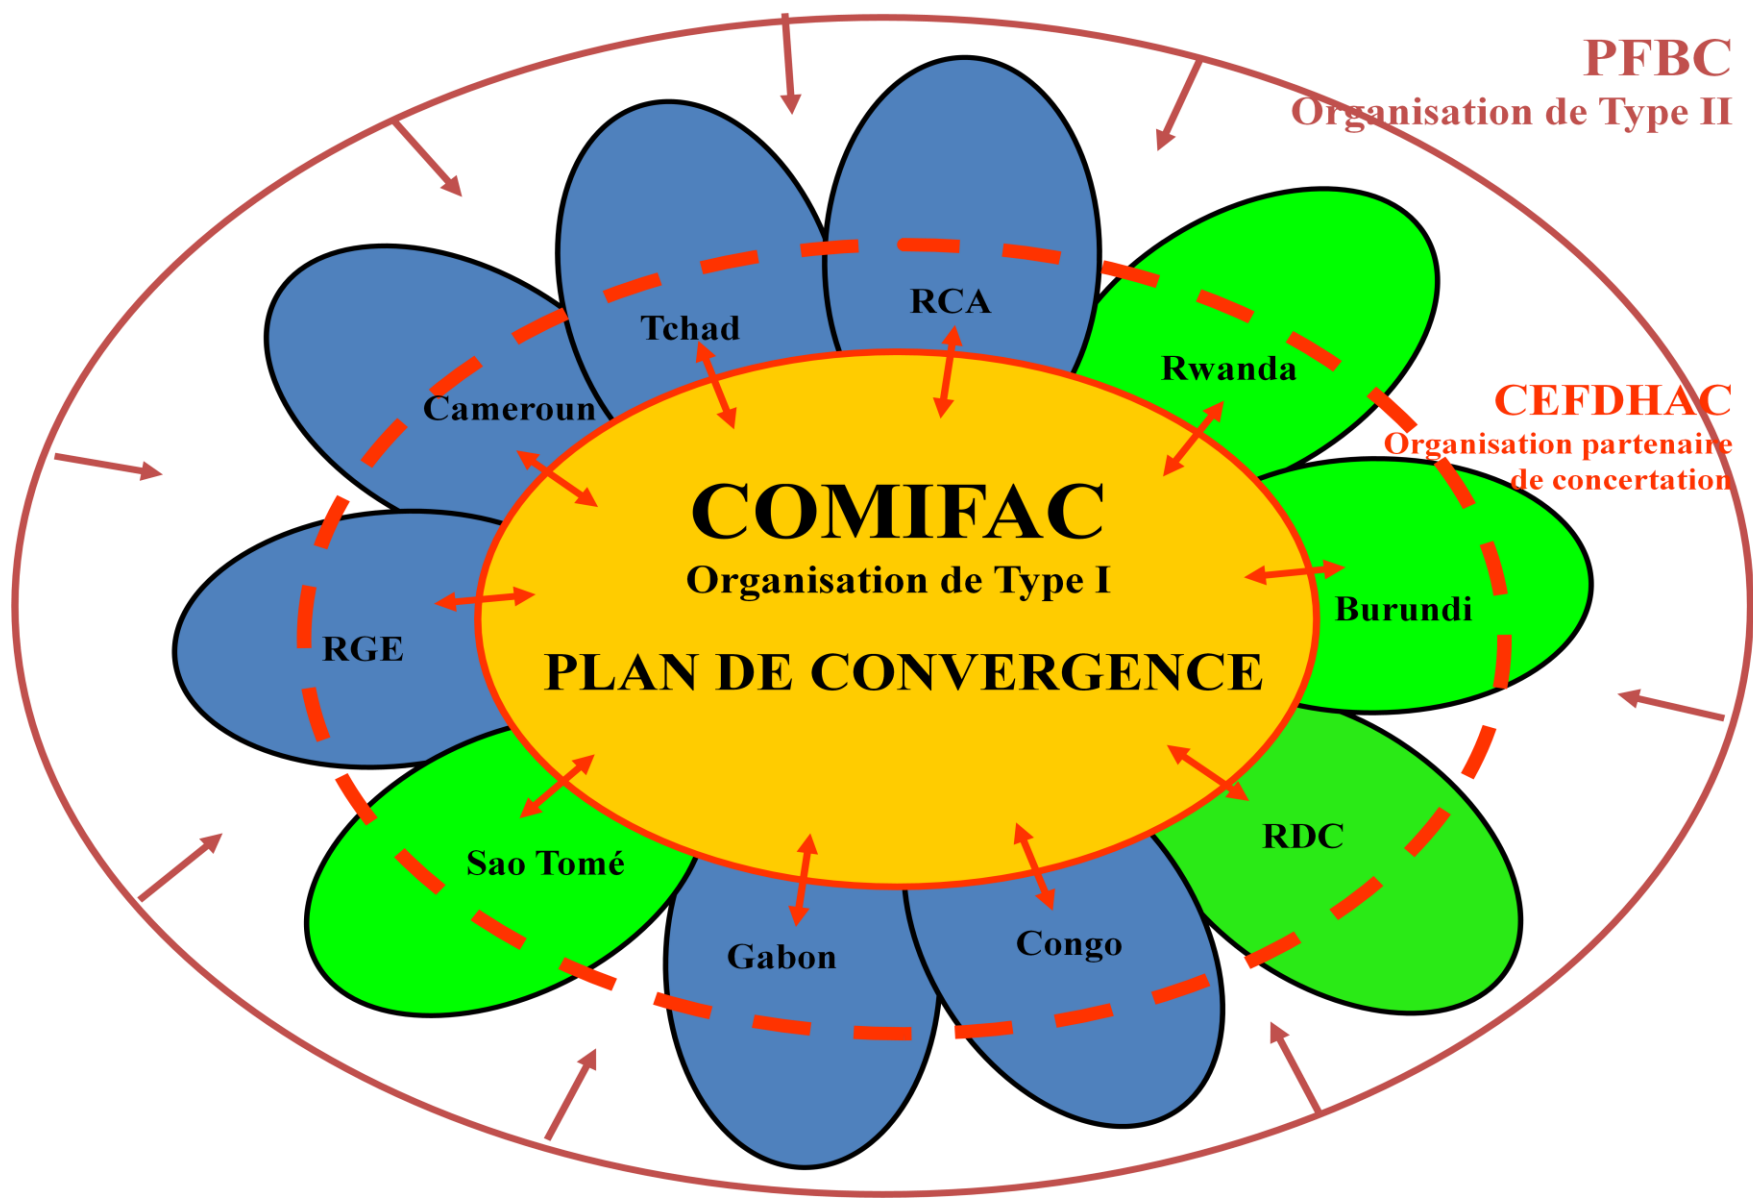 PFBC
Organisation de Type II
RCA
Tchad
Rwanda
Cameroun
CEFDHAC
Organisation partenaire
de concertation
COMIFAC
Organisation de Type I
PLAN DE CONVERGENCE
Burundi
RGE
RDC
Sao Tomé
Gabon
Congo